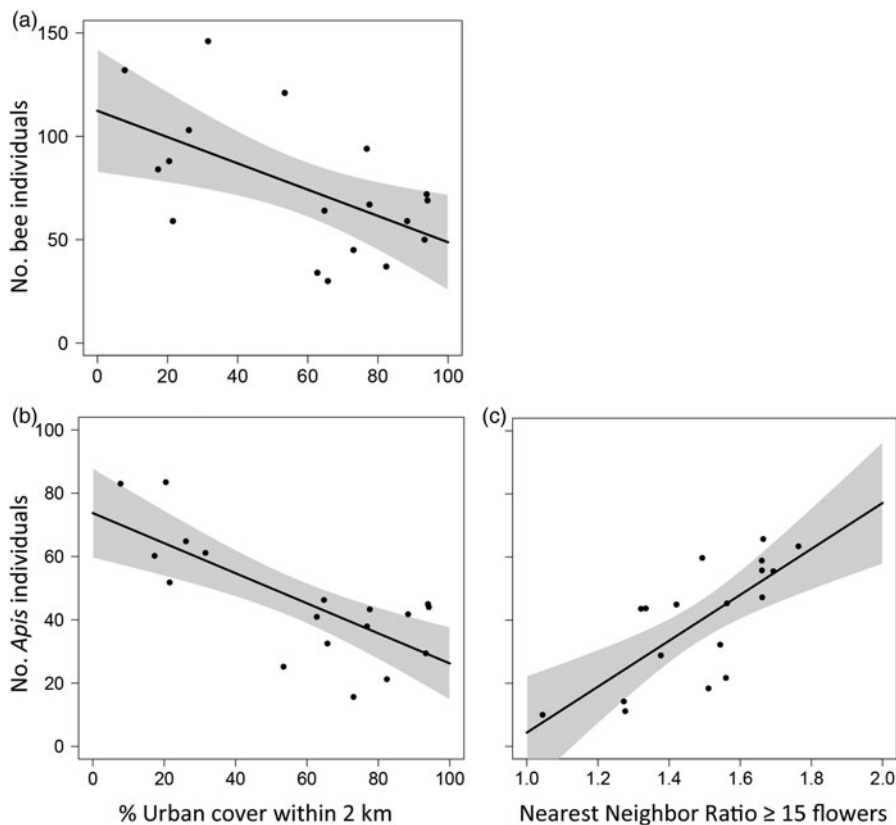 (a)
No. bee individuals
150
100
50
0
0 20 40 60 80 100
(b)
No. Apis individuals
100
80
60
40
20
0
0 20 40 60 80 100
% Urban cover within 2 km
(c)
1.0 1.2 1.4 1.6 1.8 2.0
Nearest Neighbor Ratio ≥ 15 flowers